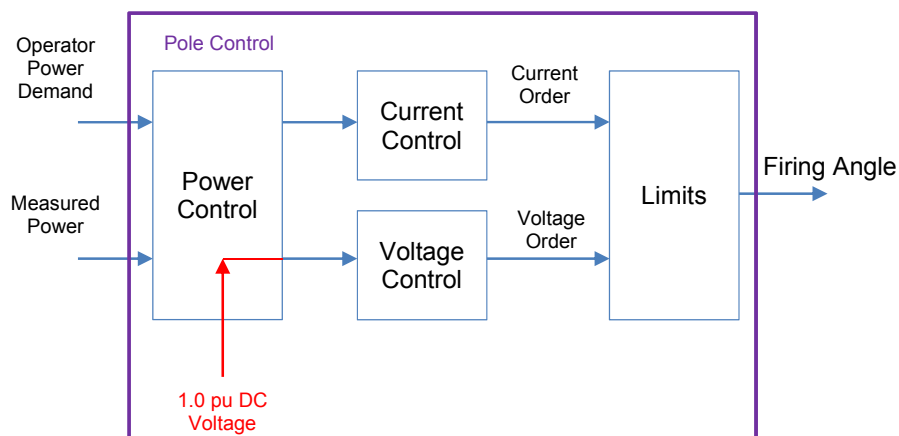 Pole Control
Operator
Power
Demand
Measured
Power
Power
Control
Current
Control
Current
Order
Voltage
Control
Voltage
Order
Limits
Firing Angle
1.0 pu DC
Voltage